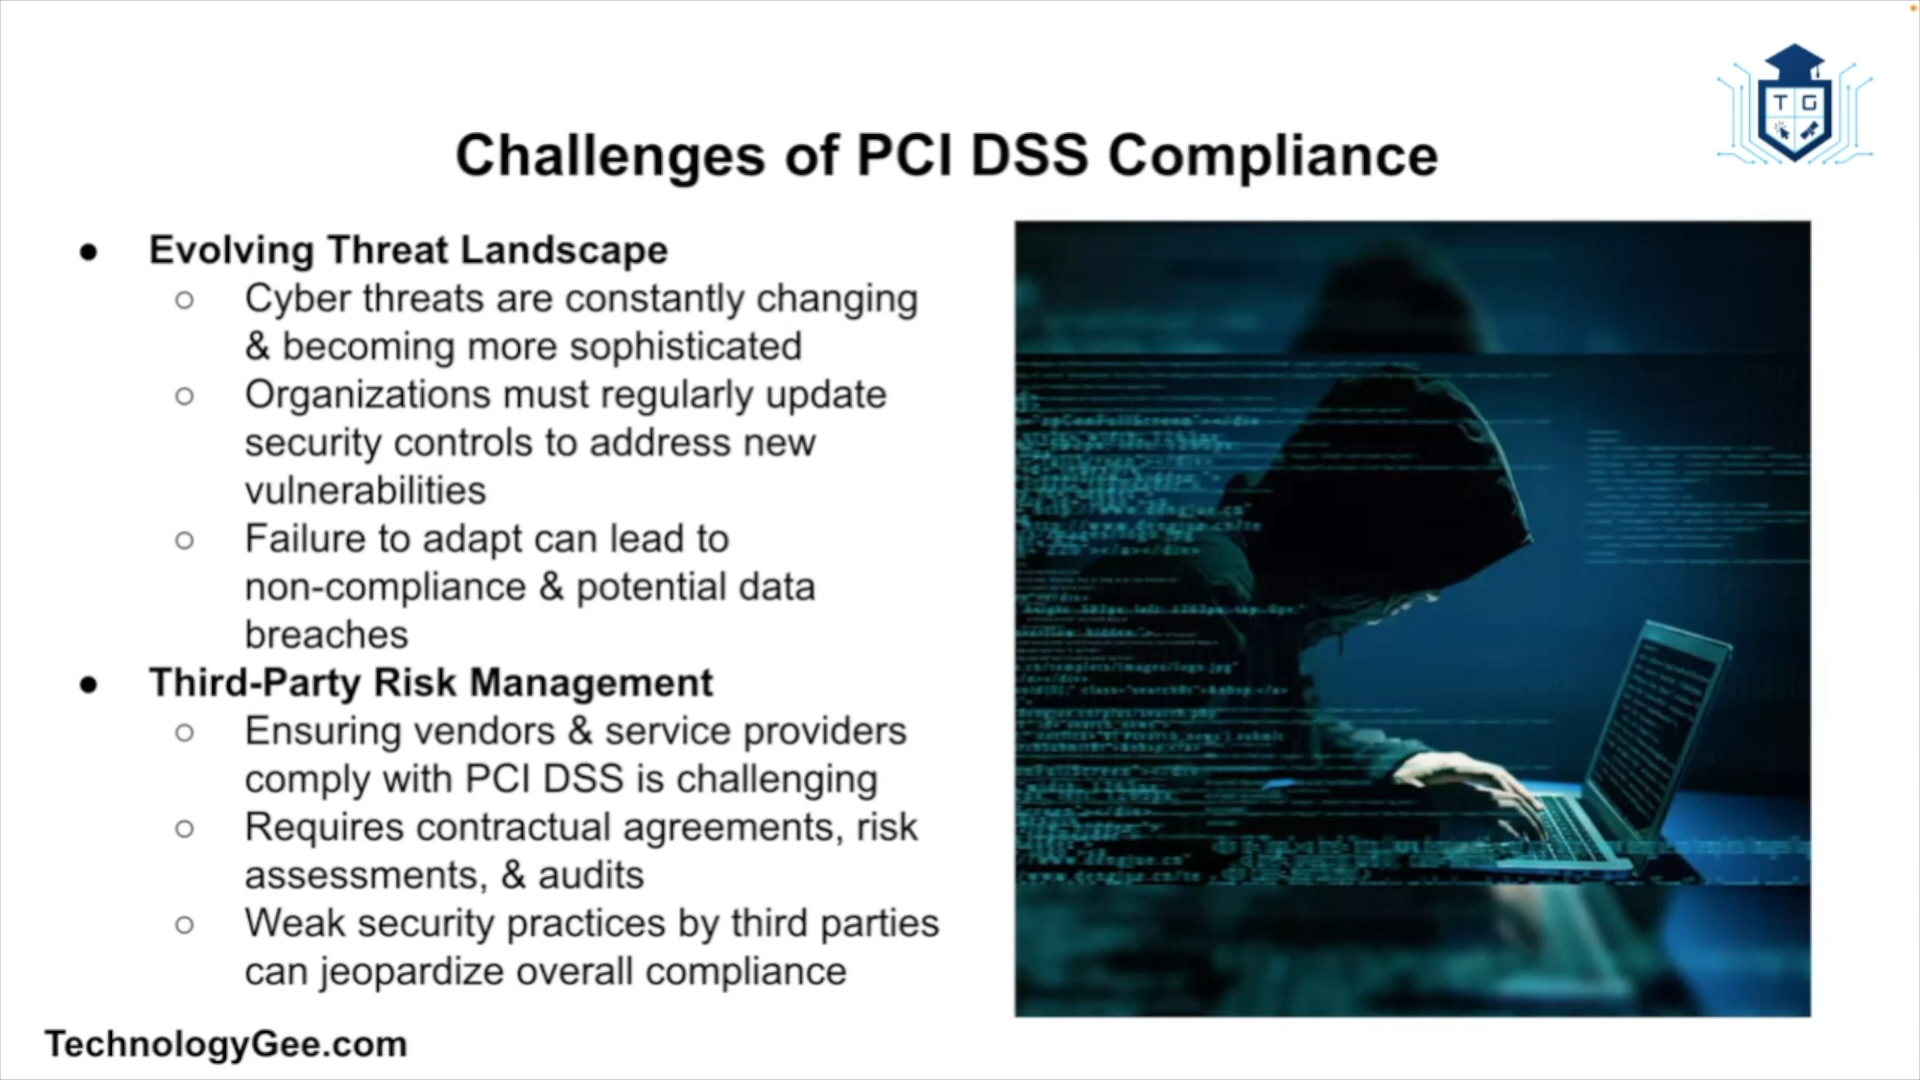 Challenges of PCI DSS Compliance
T G
● Evolving Threat Landscape
○ Cyber threats are constantly changing
& becoming more sophisticated
○ Organizations must regularly update
security controls to address new
vulnerabilities
○ Failure to adapt can lead to
non-compliance & potential data
breaches
● Third-Party Risk Management
○ Ensuring vendors & service providers
comply with PCI DSS is challenging
○ Requires contractual agreements, risk
assessments, & audits
○ Weak security practices by third parties
can jeopardize overall compliance
TechnologyGee.com